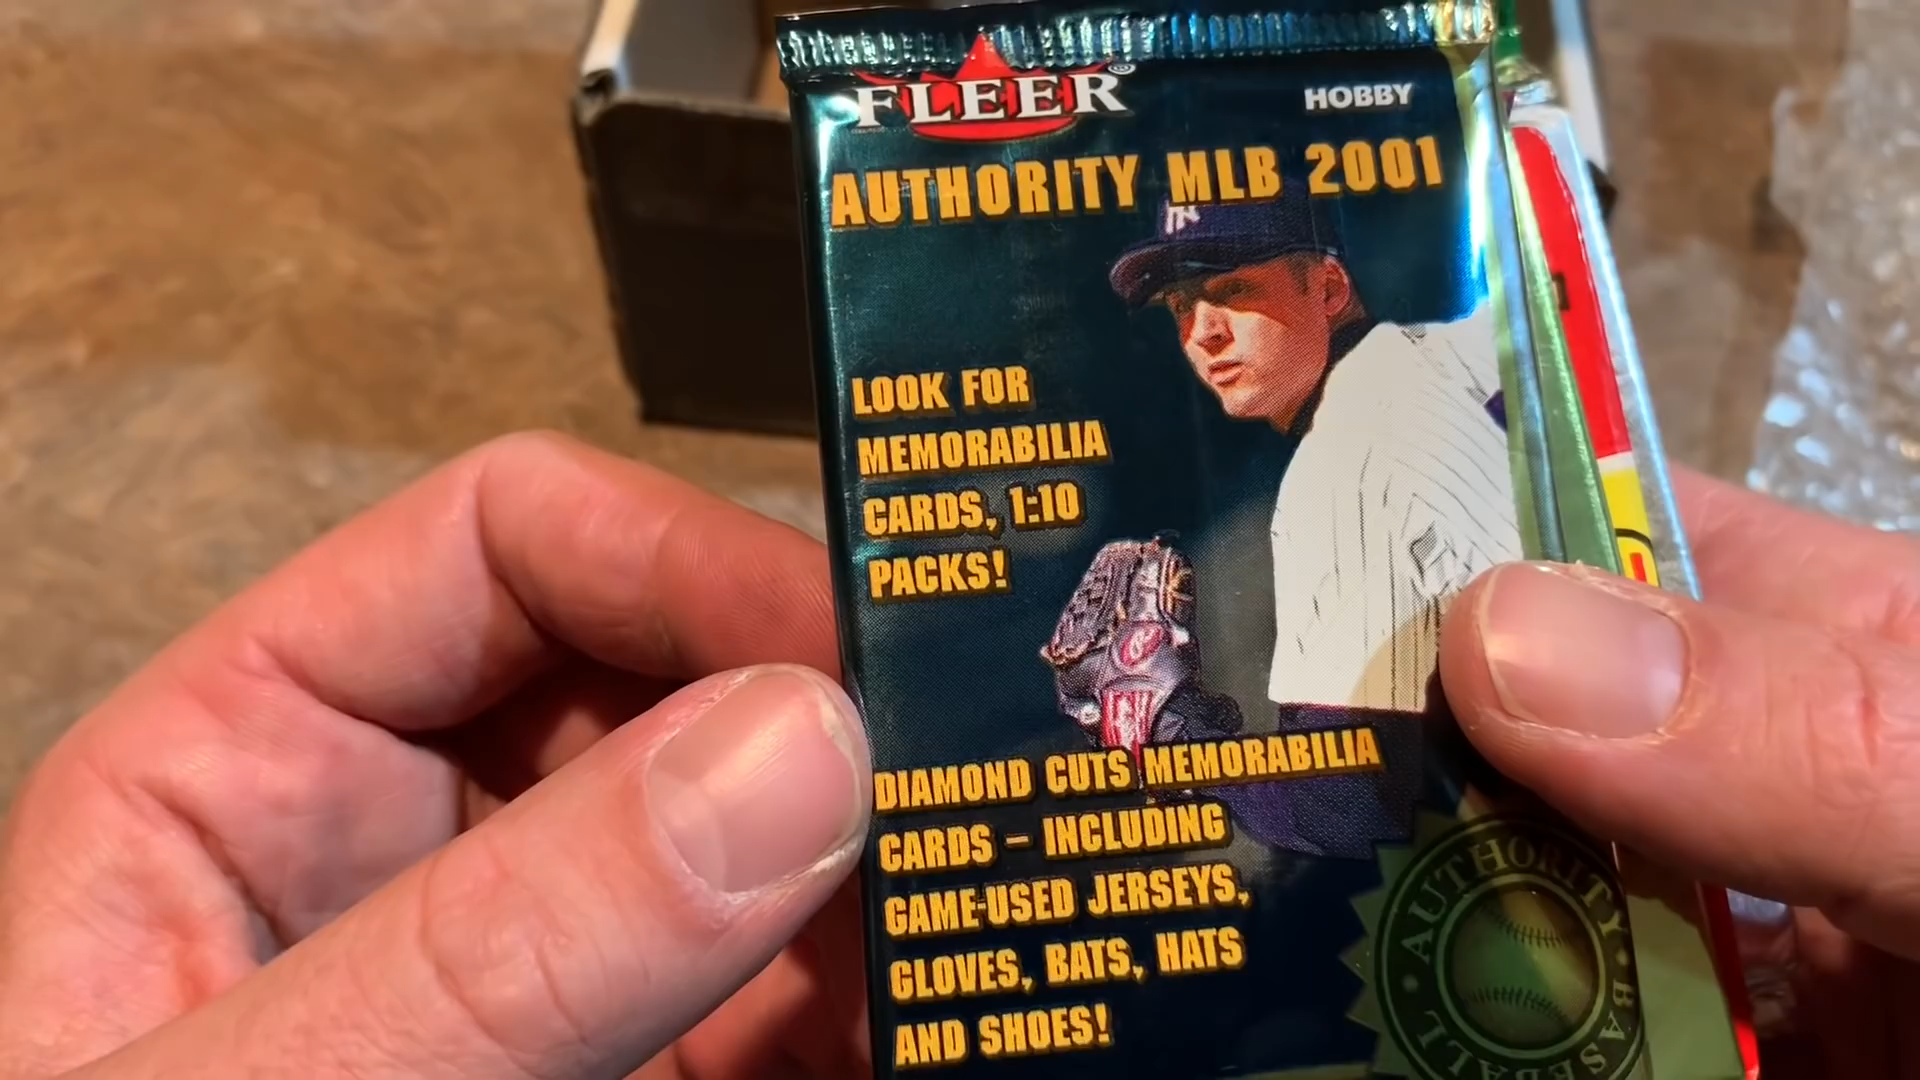 FLEER®
HOBBY
AUTHORITY MLB 2001
NY
LOOK FOR
MEMORABILIA
CARDS, 1:10
PACKS!
DIAMOND CUTS MEMORABILIA
CARDS – INCLUDING
GAME-USED JERSEYS,
GLOVES, BATS, HATS
AND SHOES!
AUTHORITY • BASEBALL •